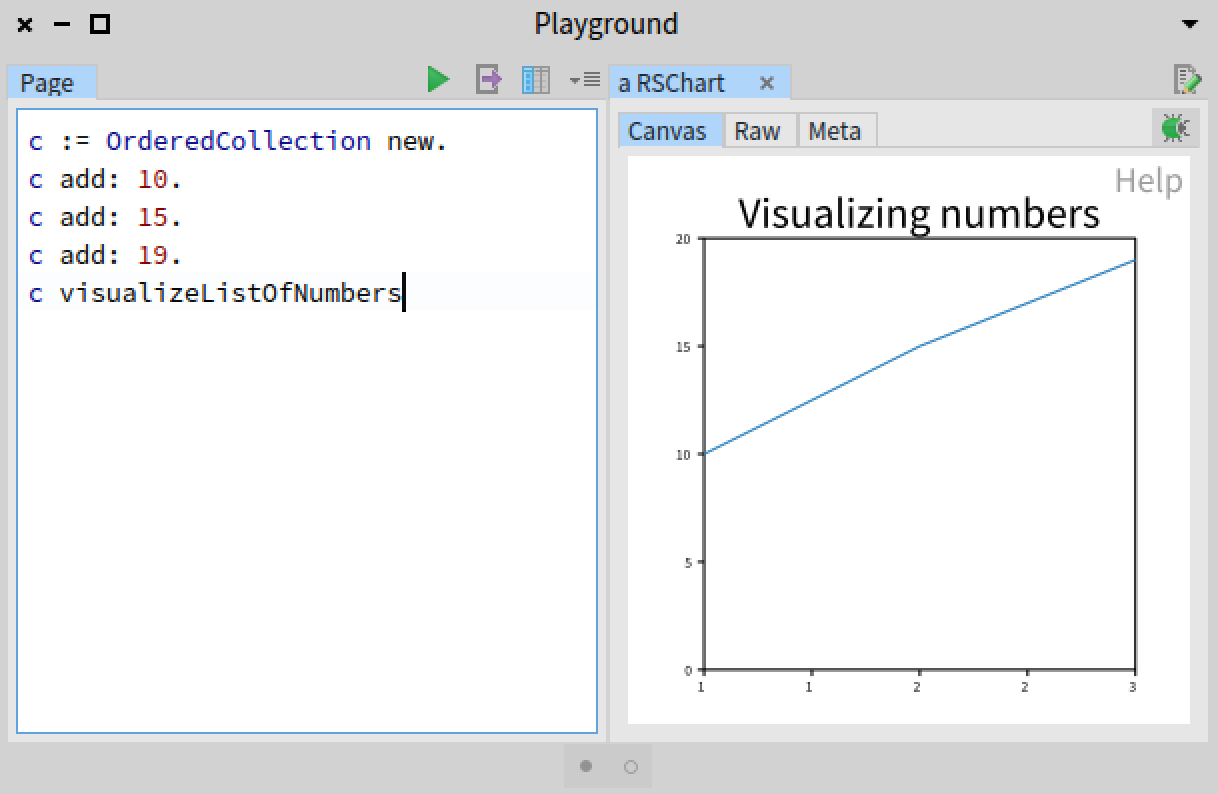 Playground
Page
c := OrderedCollection new.
c add: 10.
c add: 15.
c add: 19.
c visualizeListOfNumbers
a RSChart
Canvas Raw Meta
Help
Visualizing numbers
20
15
10
5
0
1 1 2 2 3